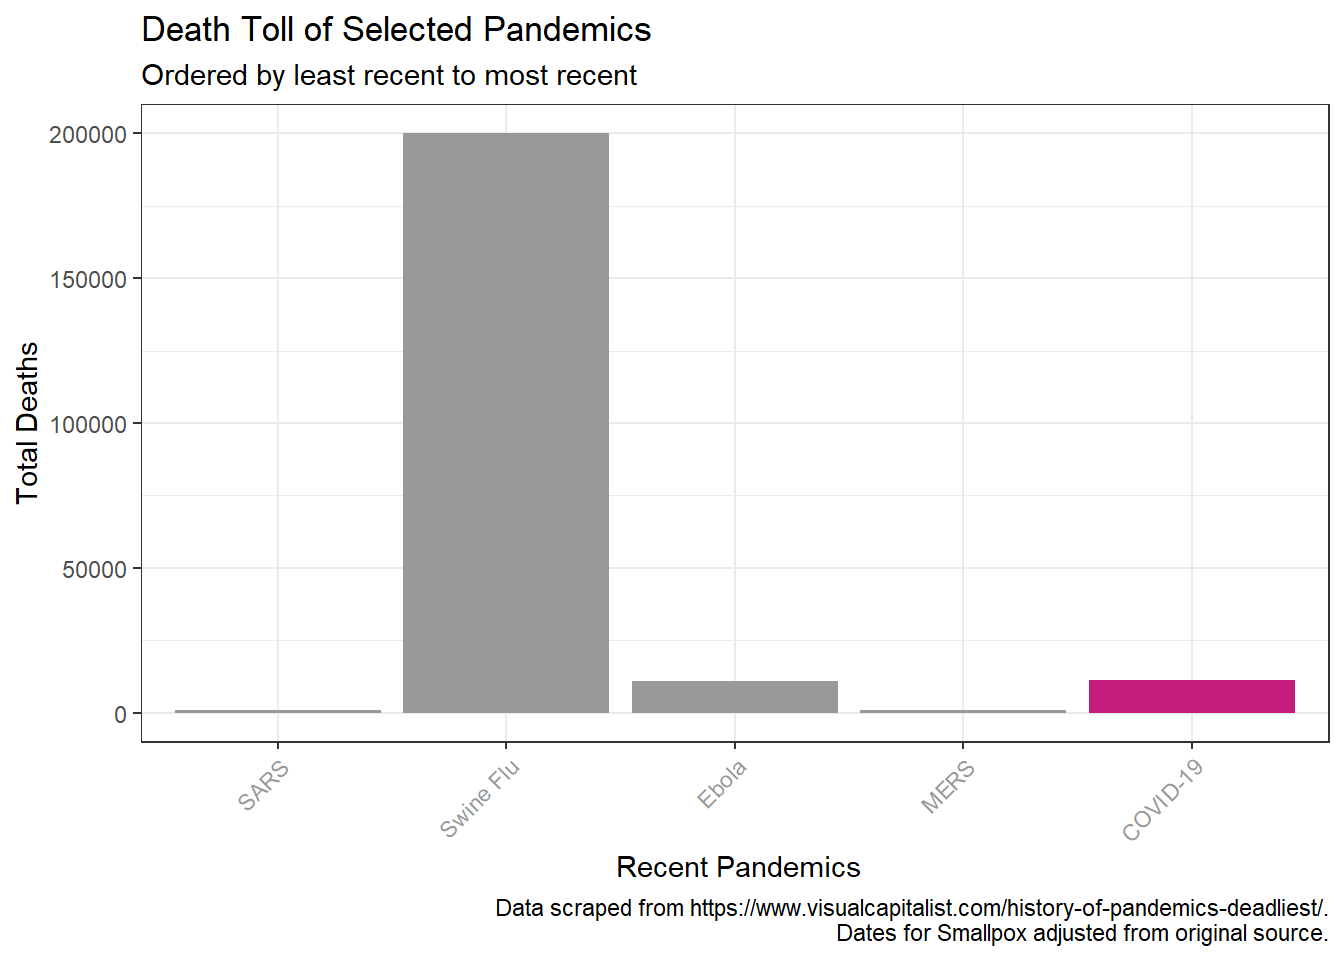 Death Toll of Selected Pandemics
Ordered by least recent to most recent
Total Deaths
200000
150000
100000
50000
0
SARS
Swine Flu
Ebola
MERS
COVID-19
Recent Pandemics
Data scraped from https://www.visualcapitalist.com/history-of-pandemics-deadliest/.
Dates for Smallpox adjusted from original source.